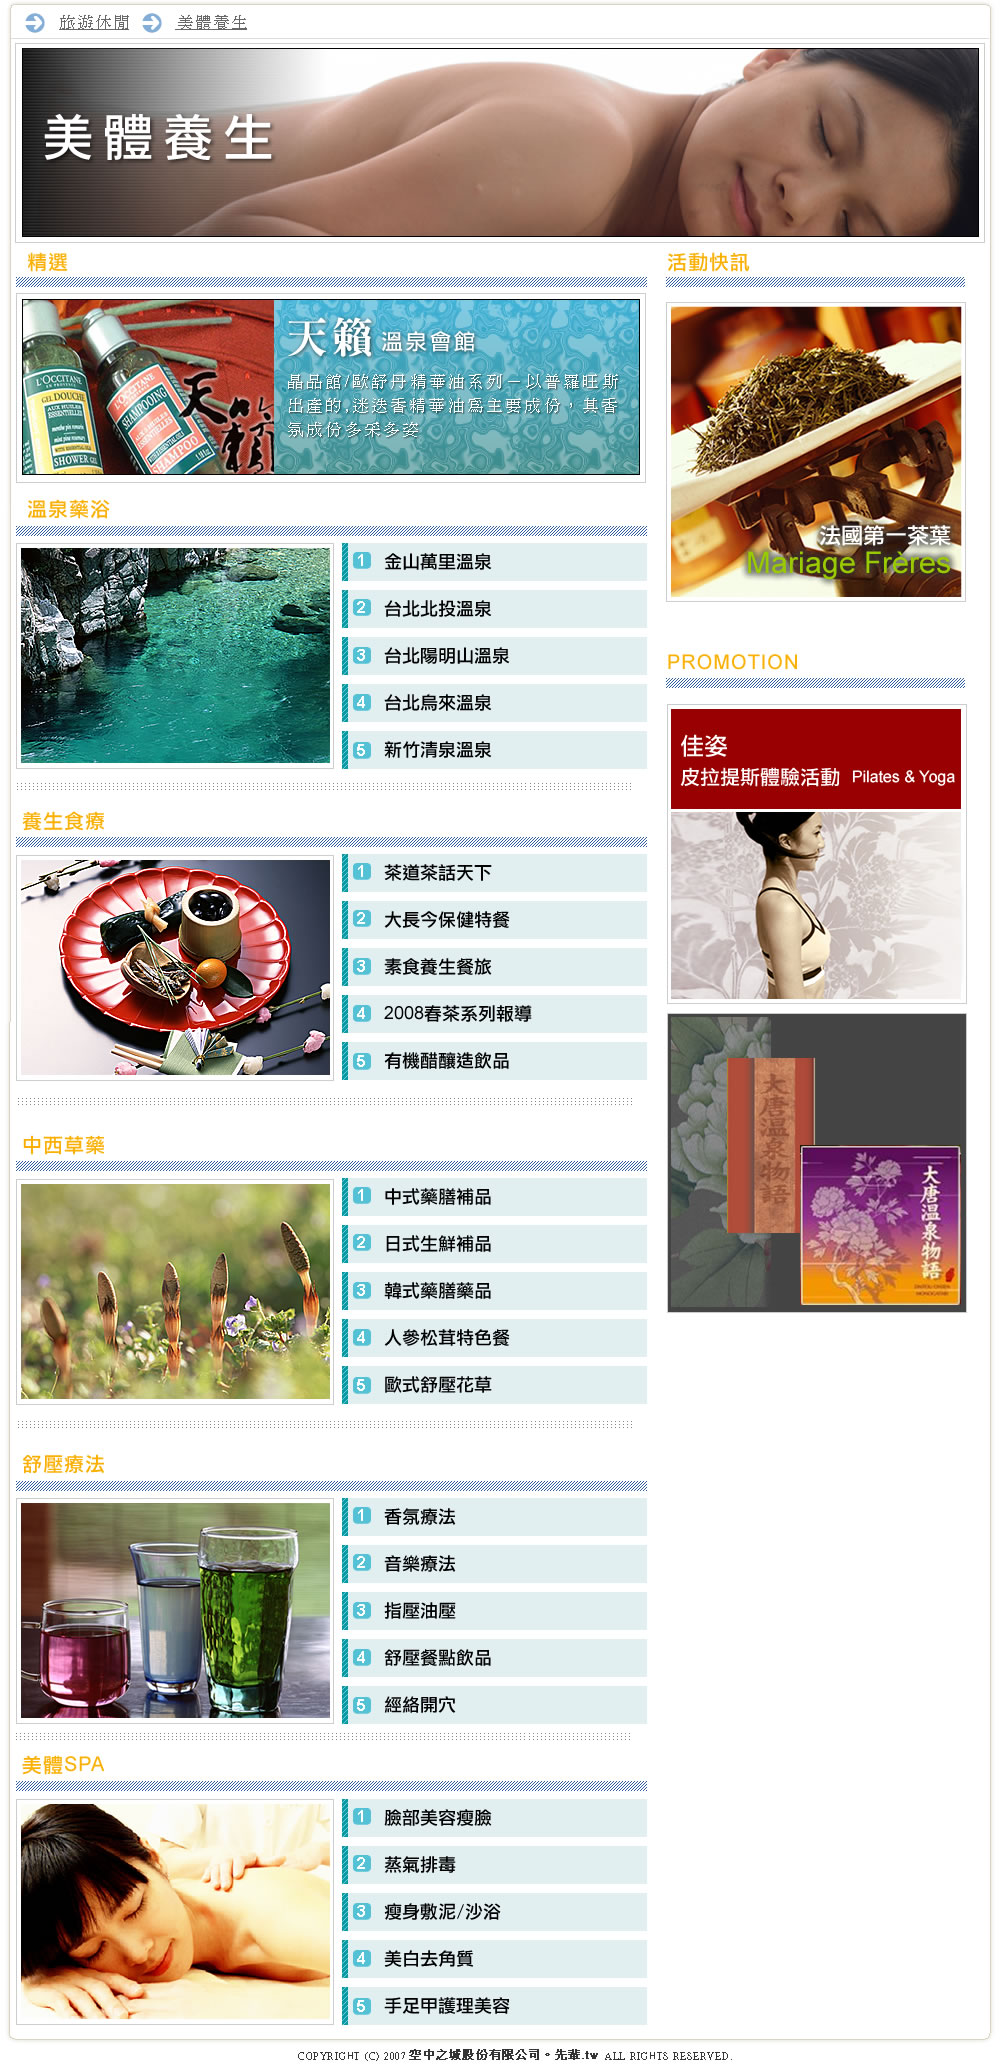 旅遊休閒 美體養生
美體養生
精選
天籟 溫泉會館
晶品館/歐舒丹精華油系列－以普羅旺斯
出產的,迷迭香精華油為主要成份，其香
氛成份多采多姿
L'OCCITANE
EN PROVENCE
GEL DOUCHE
AUX HUILES
ESSENTIELLES
SHOWER GEL
L'OCCITANE
SHAMPOOING
AUX HUILES
ESSENTIELLES
SHAMPOO
天籟
溫泉藥浴
1 金山萬里溫泉
2 台北北投溫泉
3 台北陽明山溫泉
4 台北烏來溫泉
5 新竹清泉溫泉
養生食療
1 茶道茶話天下
2 大長今保健特餐
3 素食養生餐旅
4 2008春茶系列報導
5 有機醋釀造飲品
中西草藥
1 中式藥膳補品
2 日式生鮮補品
3 韓式藥膳藥品
4 人參松茸特色餐
5 歐式舒壓花草
舒壓療法
1 香氛療法
2 音樂療法
3 指壓油壓
4 舒壓餐點飲品
5 經絡開穴
美體SPA
1 臉部美容瘦臉
2 蒸氣排毒
3 瘦身敷泥/沙浴
4 美白去角質
5 手足甲護理美容
活動快訊
法國第一茶葉
Mariage Frères
PROMOTION
佳姿
皮拉提斯體驗活動 Pilates & Yoga
大唐溫泉物語
大唐溫泉物語
COPYRIGHT (C) 2007 空中之城股份有限公司。先華.tw ALL RIGHTS RESERVED.